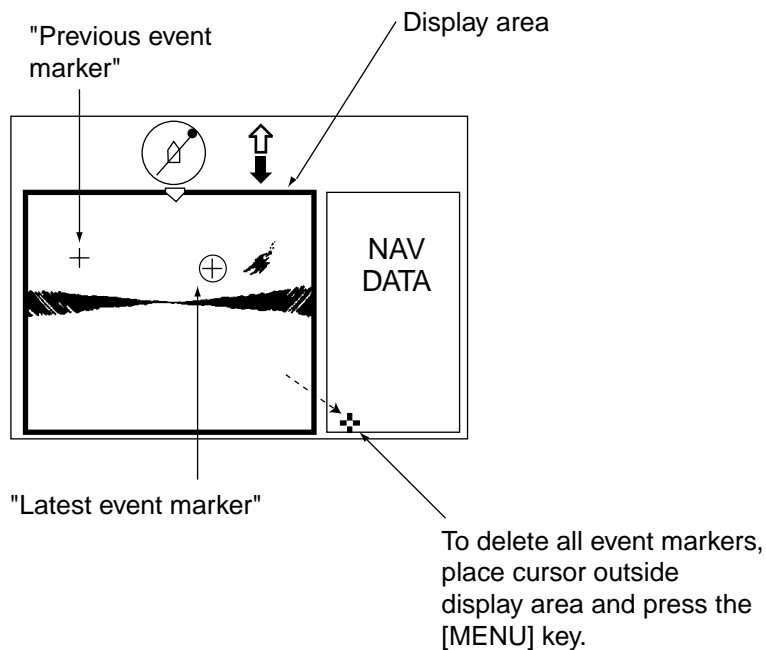 "Previous event
marker"
Display area
NAV
DATA
"Latest event marker"
To delete all event markers,
place cursor outside
display area and press the
[MENU] key.